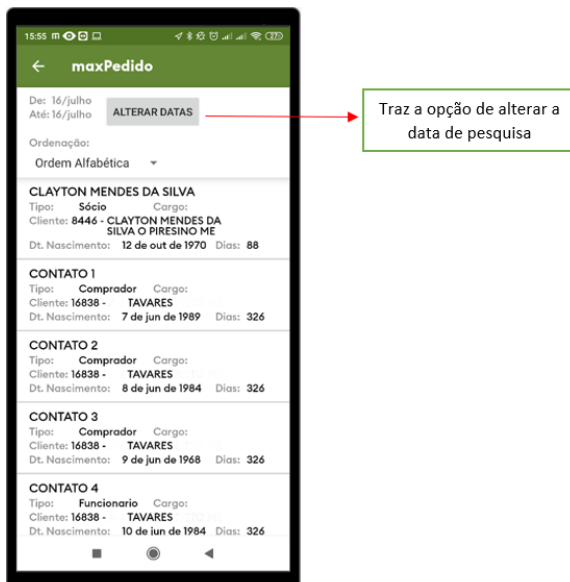 15:55 m 27
maxPedido
De: 16/julho
Até: 16/julho
ALTERAR DATAS
Traz a opção de alterar a
data de pesquisa
Ordenação:
Ordem Alfabética
CLAYTON MENDES DA SILVA
Tipo: Sócio Cargo:
Cliente: 8446 - CLAYTON MENDES DA
SILVA O PIRESINO ME
Dt. Nascimento: 12 de out de 1970 Dias: 88
CONTATO 1
Tipo: Comprador Cargo:
Cliente: 16838 - TAVARES
Dt. Nascimento: 7 de jun de 1989 Dias: 326
CONTATO 2
Tipo: Comprador Cargo:
Cliente: 16838 - TAVARES
Dt. Nascimento: 8 de jun de 1984 Dias: 326
CONTATO 3
Tipo: Comprador Cargo:
Cliente: 16838 - TAVARES
Dt. Nascimento: 9 de jun de 1968 Dias: 326
CONTATO 4
Tipo: Funcionario Cargo:
Cliente: 16838 - TAVARES
Dt. Nascimento: 10 de jun de 1984 Dias: 326